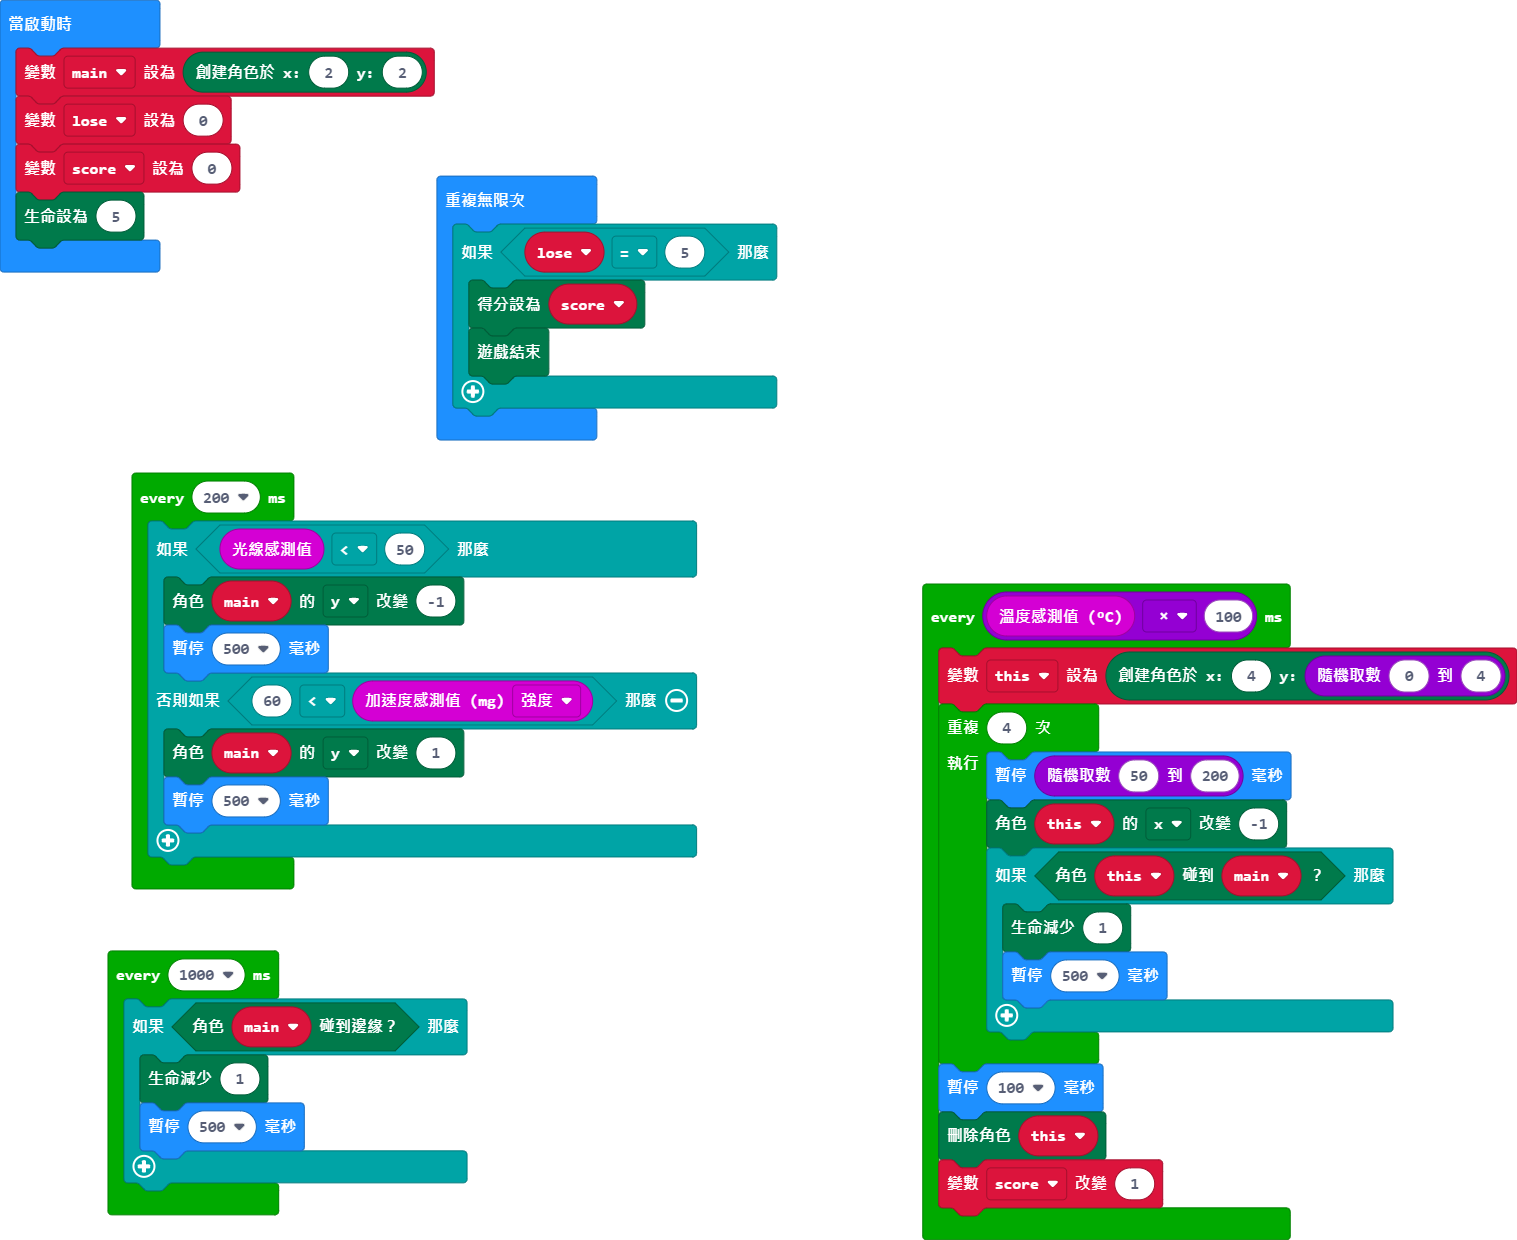 當啟動時
變數 main 設為 創建角色於 x: 2 y: 2
變數 lose 設為 0
變數 score 設為 0
生命設為 5
重複無限次
如果 lose = 5 那麼
得分設為 score
遊戲結束
every 200 ms
如果 光線感測值 < 50 那麼
角色 main 的 y 改變 -1
暫停 500 毫秒
否則如果 60 < 加速度感測值 (mg) 強度 那麼
角色 main 的 y 改變 1
暫停 500 毫秒
every 1000 ms
如果 角色 main 碰到邊緣？ 那麼
生命減少 1
暫停 500 毫秒
every 溫度感測值 (°C) × 100 ms
變數 this 設為 創建角色於 x: 4 y: 隨機取數 0 到 4
重複 4 次
執行 暫停 隨機取數 50 到 200 毫秒
角色 this 的 x 改變 -1
如果 角色 this 碰到 main ? 那麼
生命減少 1
暫停 500 毫秒
暫停 100 毫秒
刪除角色 this
變數 score 改變 1